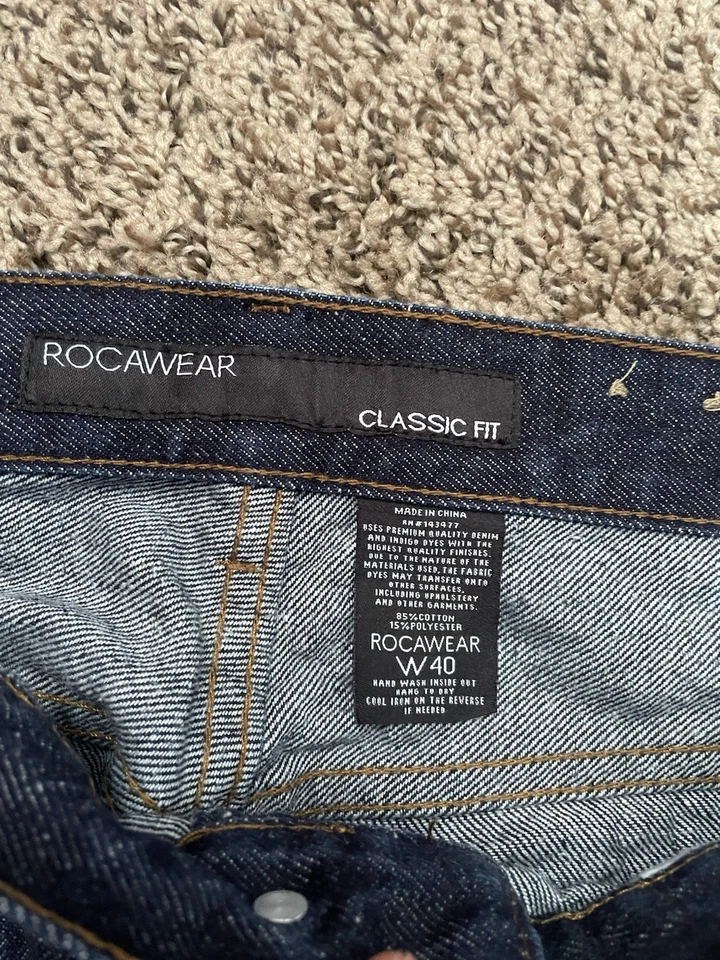 ROCAWEAR
CLASSIC FIT
MADE IN CHINA
RN#143477
USES PREMIUM QUALITY DENIM
AND INDIGO DYES WITH THE
HIGHEST QUALITY FINISHES.
DUE TO THE NATURE OF THE
MATERIALS USED, THE FABRIC
DYES MAY TRANSFER ONTO
OTHER SURFACES,
INCLUDING UPHOLSTERY
AND OTHER GARMENTS.
85%COTTON
15%POLYESTER
ROCAWEAR
W40
HAND WASH INSIDE OUT
HANG TO DRY
COOL IRON ON THE REVERSE
IF NEEDED